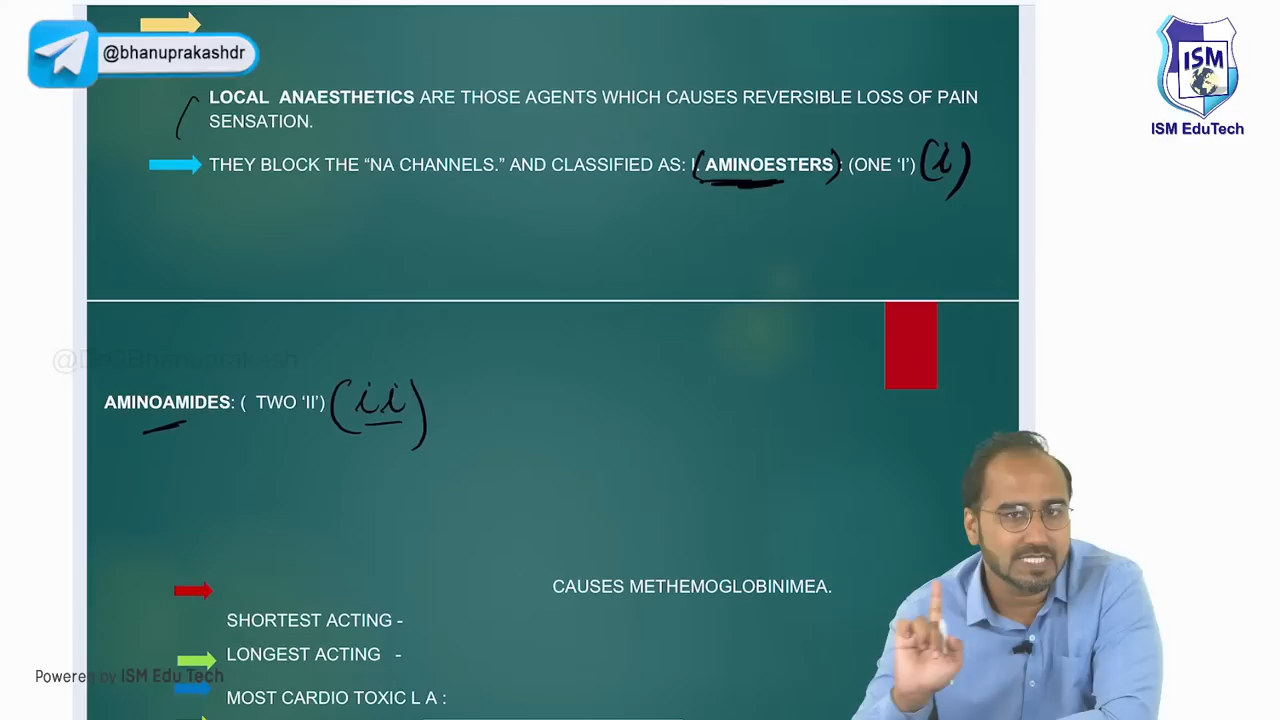 @bhanuprakashdr
ISM
ISM EduTech
LOCAL ANAESTHETICS ARE THOSE AGENTS WHICH CAUSES REVERSIBLE LOSS OF PAIN
SENSATION.
THEY BLOCK THE “NA CHANNELS.” AND CLASSIFIED AS: I. AMINOESTERS: (ONE ‘I’) (i)
@DrGBhanuprakash
AMINOAMIDES: ( TWO ‘II’) (ii)
CAUSES METHEMOGLOBINIMEA.
SHORTEST ACTING -
LONGEST ACTING -
Powered by ISM Edu Tech
MOST CARDIO TOXIC L A :